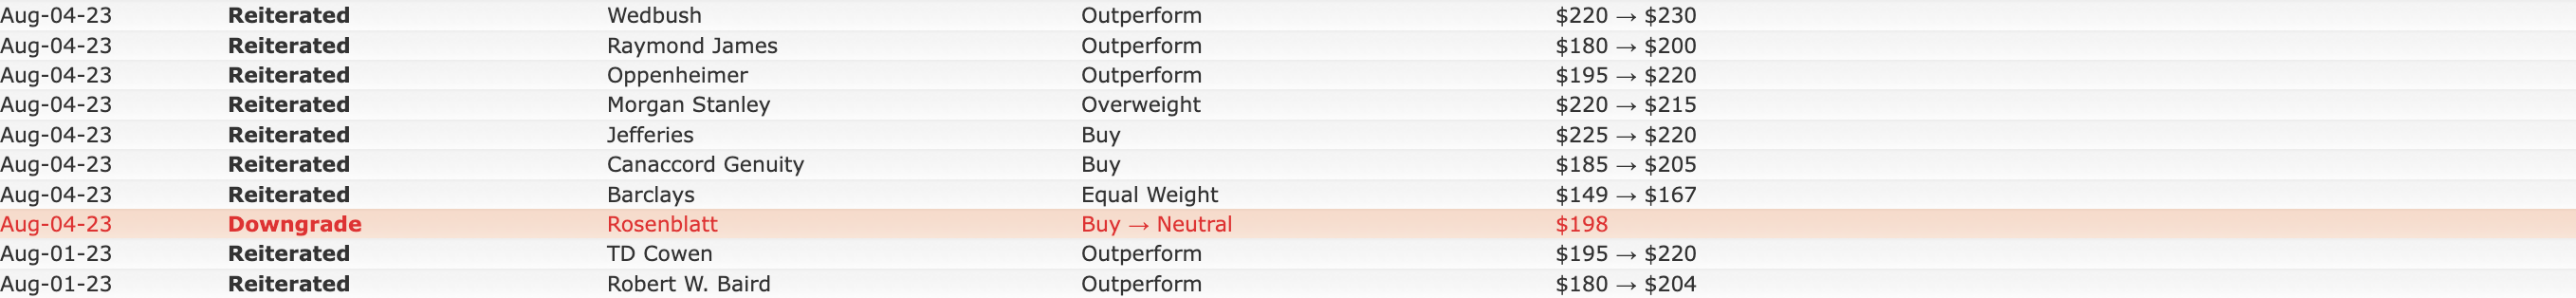 Aug-04-23 Reiterated Wedbush Outperform $220 → $230
Aug-04-23 Reiterated Raymond James Outperform $180 → $200
Aug-04-23 Reiterated Oppenheimer Outperform $195 → $220
Aug-04-23 Reiterated Morgan Stanley Overweight $220 → $215
Aug-04-23 Reiterated Jefferies Buy $225 → $220
Aug-04-23 Reiterated Canaccord Genuity Buy $185 → $205
Aug-04-23 Reiterated Barclays Equal Weight $149 → $167
Aug-04-23 Downgrade Rosenblatt Buy → Neutral $198
Aug-01-23 Reiterated TD Cowen Outperform $195 → $220
Aug-01-23 Reiterated Robert W. Baird Outperform $180 → $204